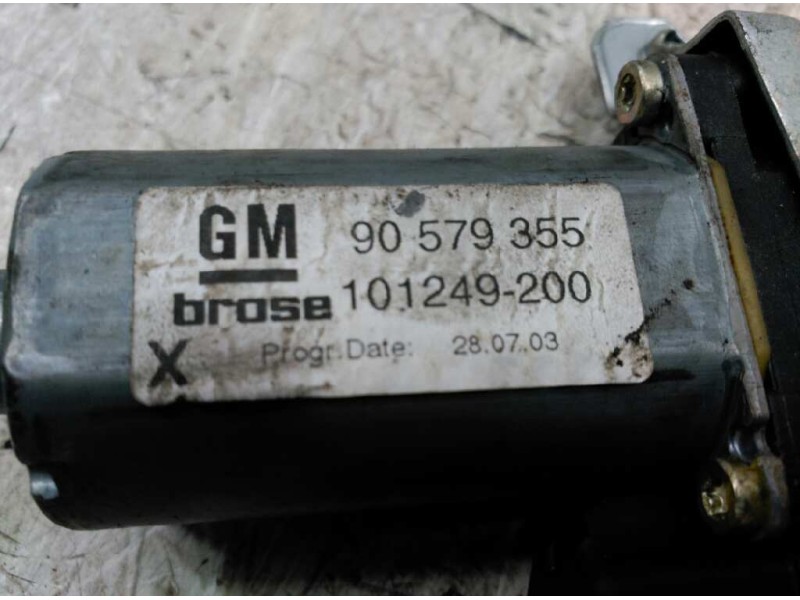 GM 90 579 355
brose 101249-200
X Progr.Date: 28.07.03